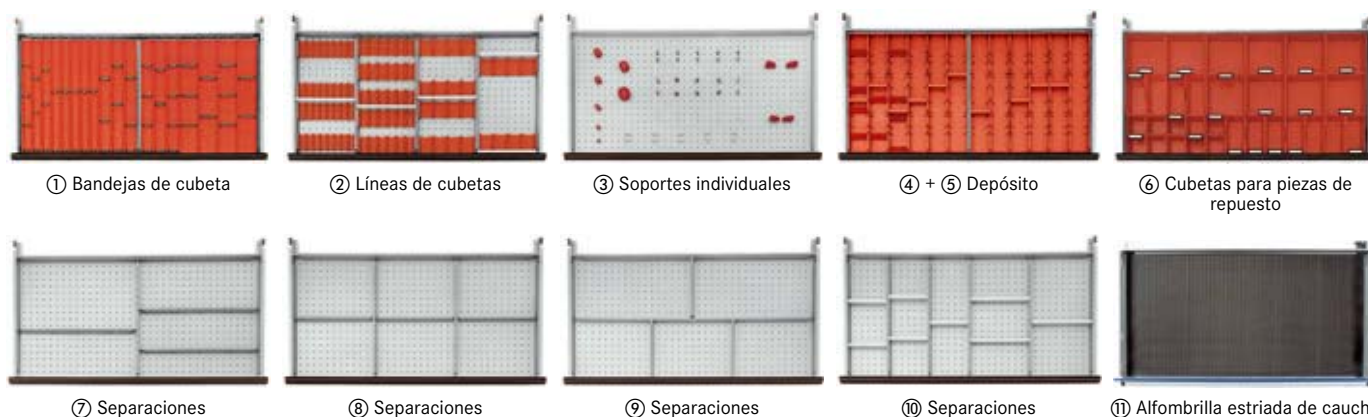 ① Bandejas de cubeta
② Líneas de cubetas
③ Soportes individuales
④ + ⑤ Depósito
⑥ Cubetas para piezas de
repuesto
⑦ Separaciones
⑧ Separaciones
⑨ Separaciones
⑩ Separaciones
⑪ Alfombrilla estriada de cauch